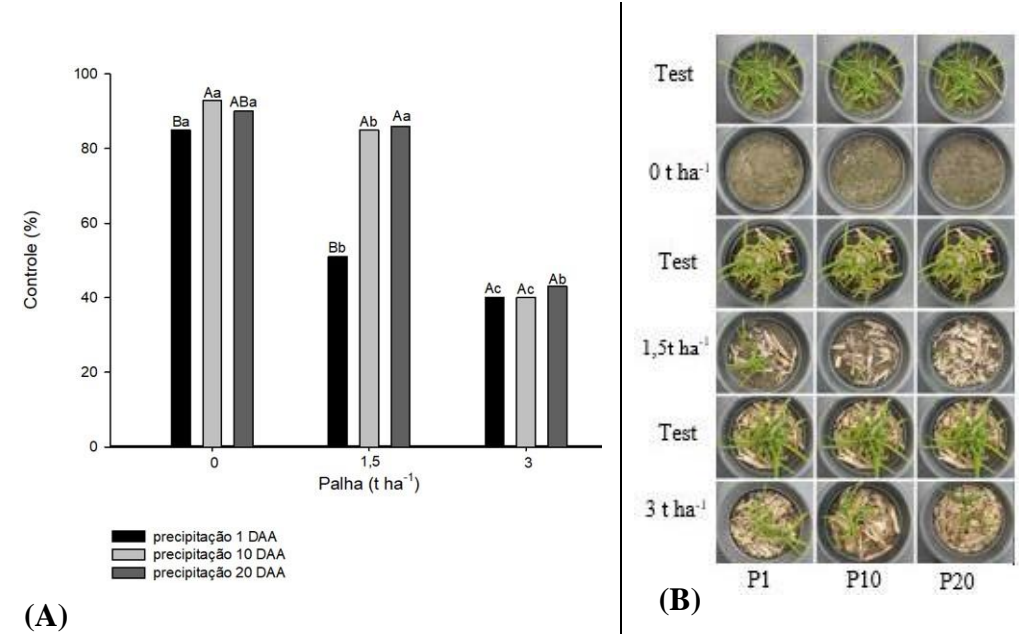 100
80
60
40
20
0
Controle (%)
Ba
Aa
ABa
Bb
Ab
Aa
Ac
Ac
Ab
0
1,5
3
Palha (t ha⁻¹)
precipitação 1 DAA
precipitação 10 DAA
precipitação 20 DAA
(A)
Test
0 t ha⁻¹
Test
1,5t ha⁻¹
Test
3 t ha⁻¹
P1
P10
P20
(B)